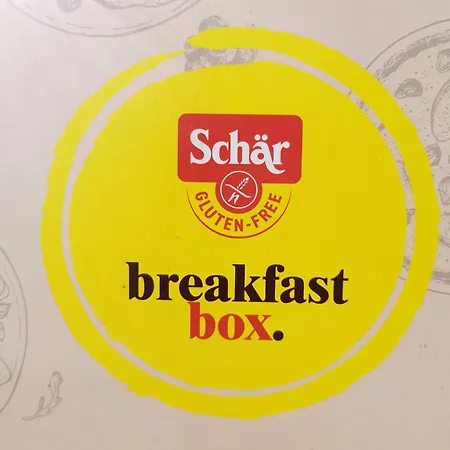 Schär
GLUTEN-FREE
breakfast
box.